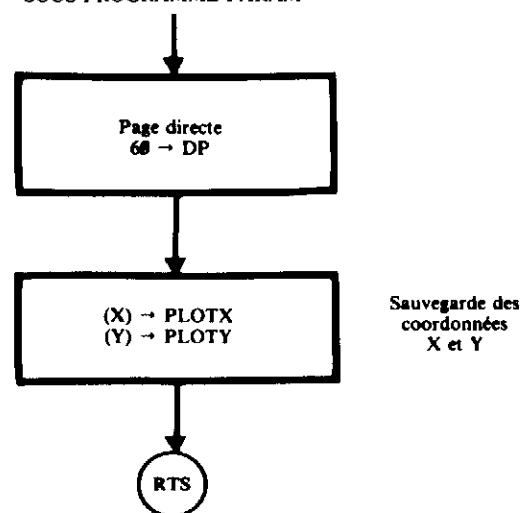 Page directe
60 → DP
(X) → PLOTX
(Y) → PLOTY
Sauvegarde des
coordonnées
X et Y
RTS